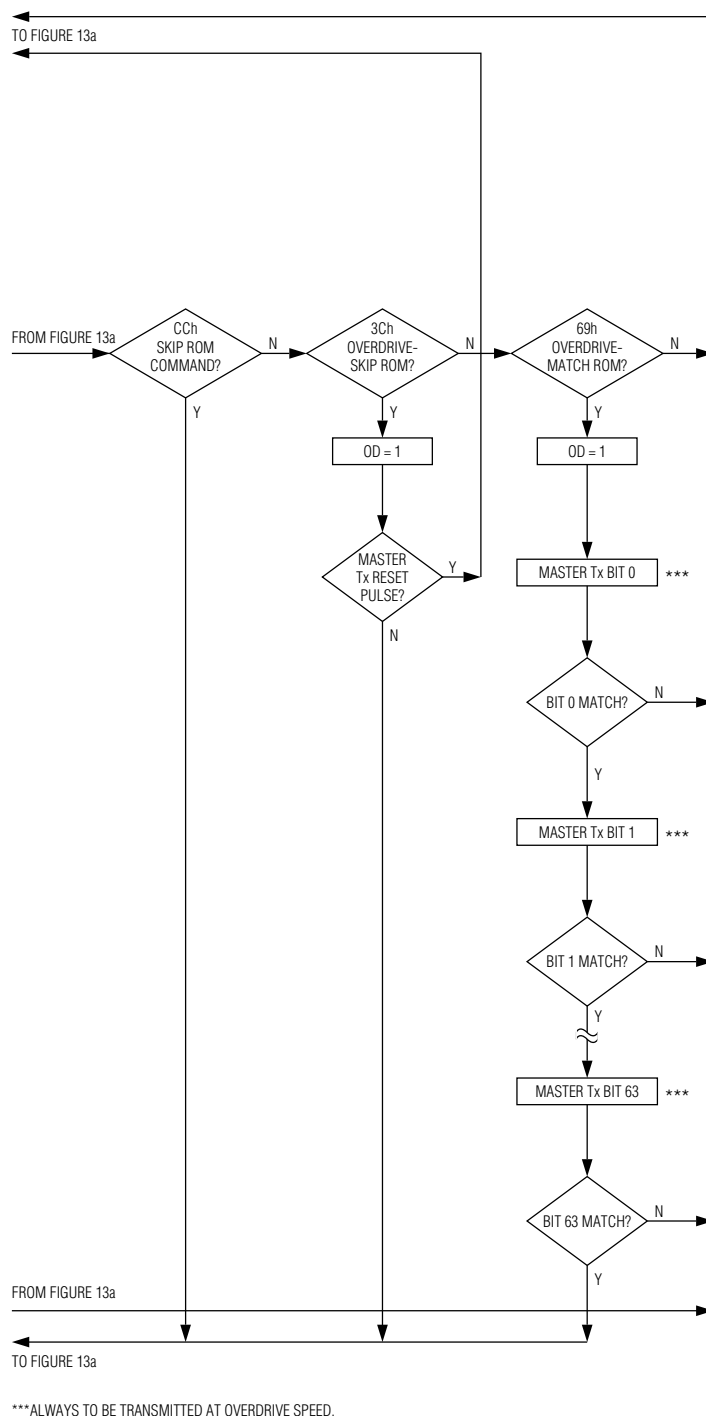 TO FIGURE 13a
FROM FIGURE 13a
CCh
SKIP ROM
COMMAND?
N
Y
3Ch
OVERDRIVE-
SKIP ROM?
N
Y
69h
OVERDRIVE-
MATCH ROM?
N
Y
OD = 1
OD = 1
MASTER
Tx RESET
PULSE?
Y
N
MASTER Tx BIT 0
***
BIT 0 MATCH?
N
Y
MASTER Tx BIT 1
***
BIT 1 MATCH?
N
Y
MASTER Tx BIT 63
***
BIT 63 MATCH?
N
Y
FROM FIGURE 13a
TO FIGURE 13a
***ALWAYS TO BE TRANSMITTED AT OVERDRIVE SPEED.